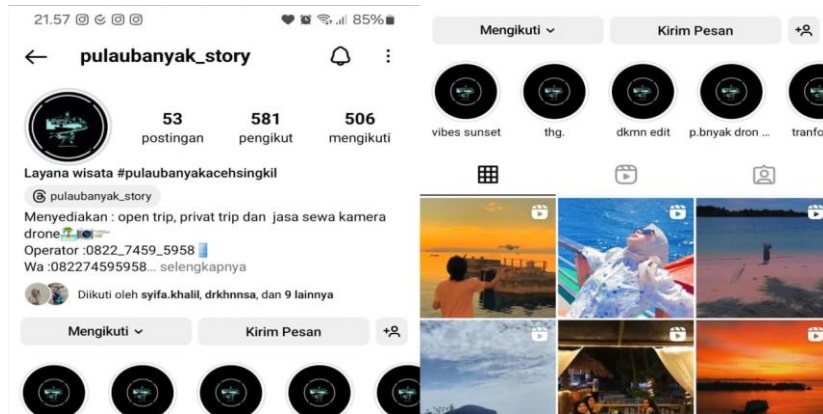 21.57
85%
pulaubanyak_story
53 581 506
postingan pengikut mengikuti
Layana wisata #pulaubanyakacehsingkil
pulaubanyak_story
Menyediakan : open trip, privat trip dan jasa sewa kamera
drone
Operator :0822_7459_5958
Wa :082274595958... selengkapnya
Diikuti oleh syifa.khalil, drkhnnsa, dan 9 lainnya
Mengikuti Kirim Pesan
Mengikuti Kirim Pesan
vibes sunset thg. dkmn edit p.bnyak dron ... tranfo